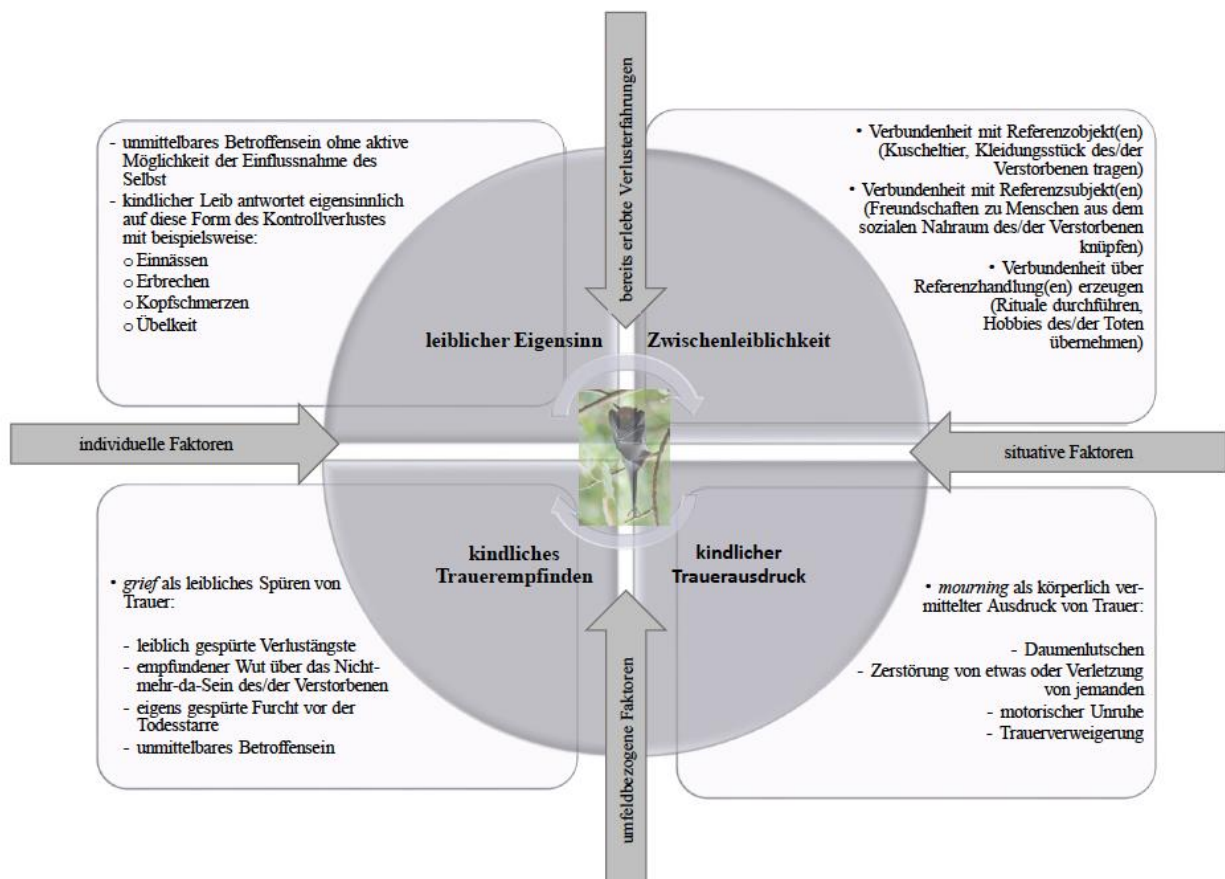 bereits erlebte Verlusterfahrungen
- unmittelbares Betroffensein ohne aktive
Möglichkeit der Einflussnahme des
Selbst
- kindlicher Leib antwortet eigensinnlich
auf diese Form des Kontrollverlustes
mit beispielsweise:
o Einnässen
o Erbrechen
o Kopfschmerzen
o Übelkeit
• Verbundenheit mit Referenzobjekt(en)
(Kuscheltier, Kleidungsstück des/der
Verstorbenen tragen)
• Verbundenheit mit Referenzsubjekt(en)
(Freundschaften zu Menschen aus dem
sozialen Nahraum des/der Verstorbenen
knüpfen)
• Verbundenheit über
Referenzhandlung(en) erzeugen
(Rituale durchführen,
Hobbies des/der Toten
übernehmen)
leiblicher Eigensinn
Zwischenleiblichkeit
individuelle Faktoren
situative Faktoren
kindliches
Trauerempfinden
kindlicher
Trauerausdruck
• grief als leibliches Spüren von
Trauer:
- leiblich gespürte Verlustängste
- empfundener Wut über das Nicht-
mehr-da-Sein des/der Verstorbenen
- eigens gespürte Furcht vor der
Todesstarre
- unmittelbares Betroffensein
• mourning als körperlich ver-
mittelter Ausdruck von Trauer:
- Daumenlutschen
- Zerstörung von etwas oder Verletzung
von jemanden
- motorischer Unruhe
- Trauerverweigerung
umfeldbezogene Faktoren